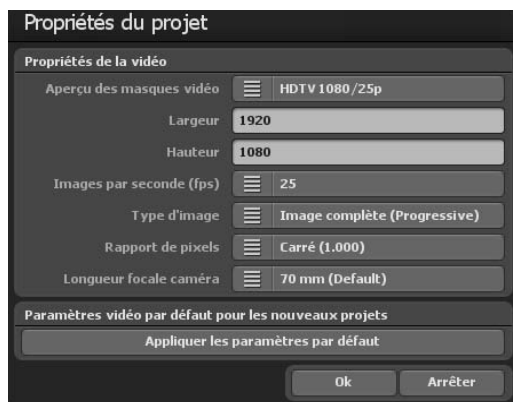 Propriétés du projet
Propriétés de la vidéo
Aperçu des masques vidéo HDTV 1080/25p
Largeur 1920
Hauteur 1080
Images par seconde (fps) 25
Type d'image Image complète (Progressive)
Rapport de pixels Carré (1.000)
Longueur focale caméra 70 mm (Default)
Paramètres vidéo par défaut pour les nouveaux projets
Appliquer les paramètres par défaut
Ok Arrêter